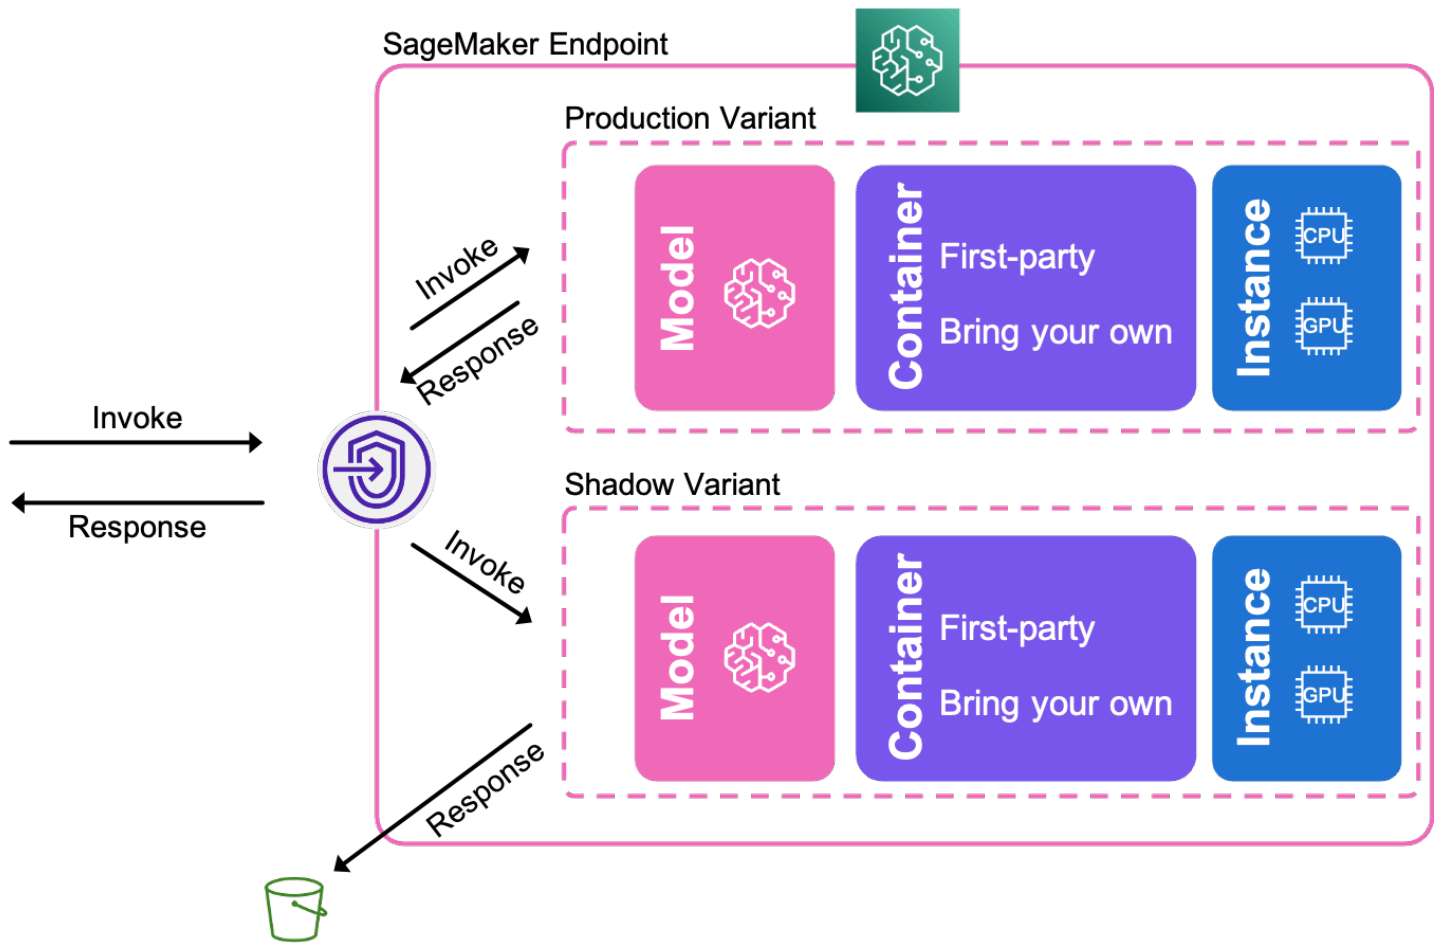 SageMaker Endpoint
Production Variant
Invoke
Response
Model
Container
First-party
Bring your own
Instance
CPU
GPU
Invoke
Response
Shadow Variant
Invoke
Response
Model
Container
First-party
Bring your own
Instance
CPU
GPU